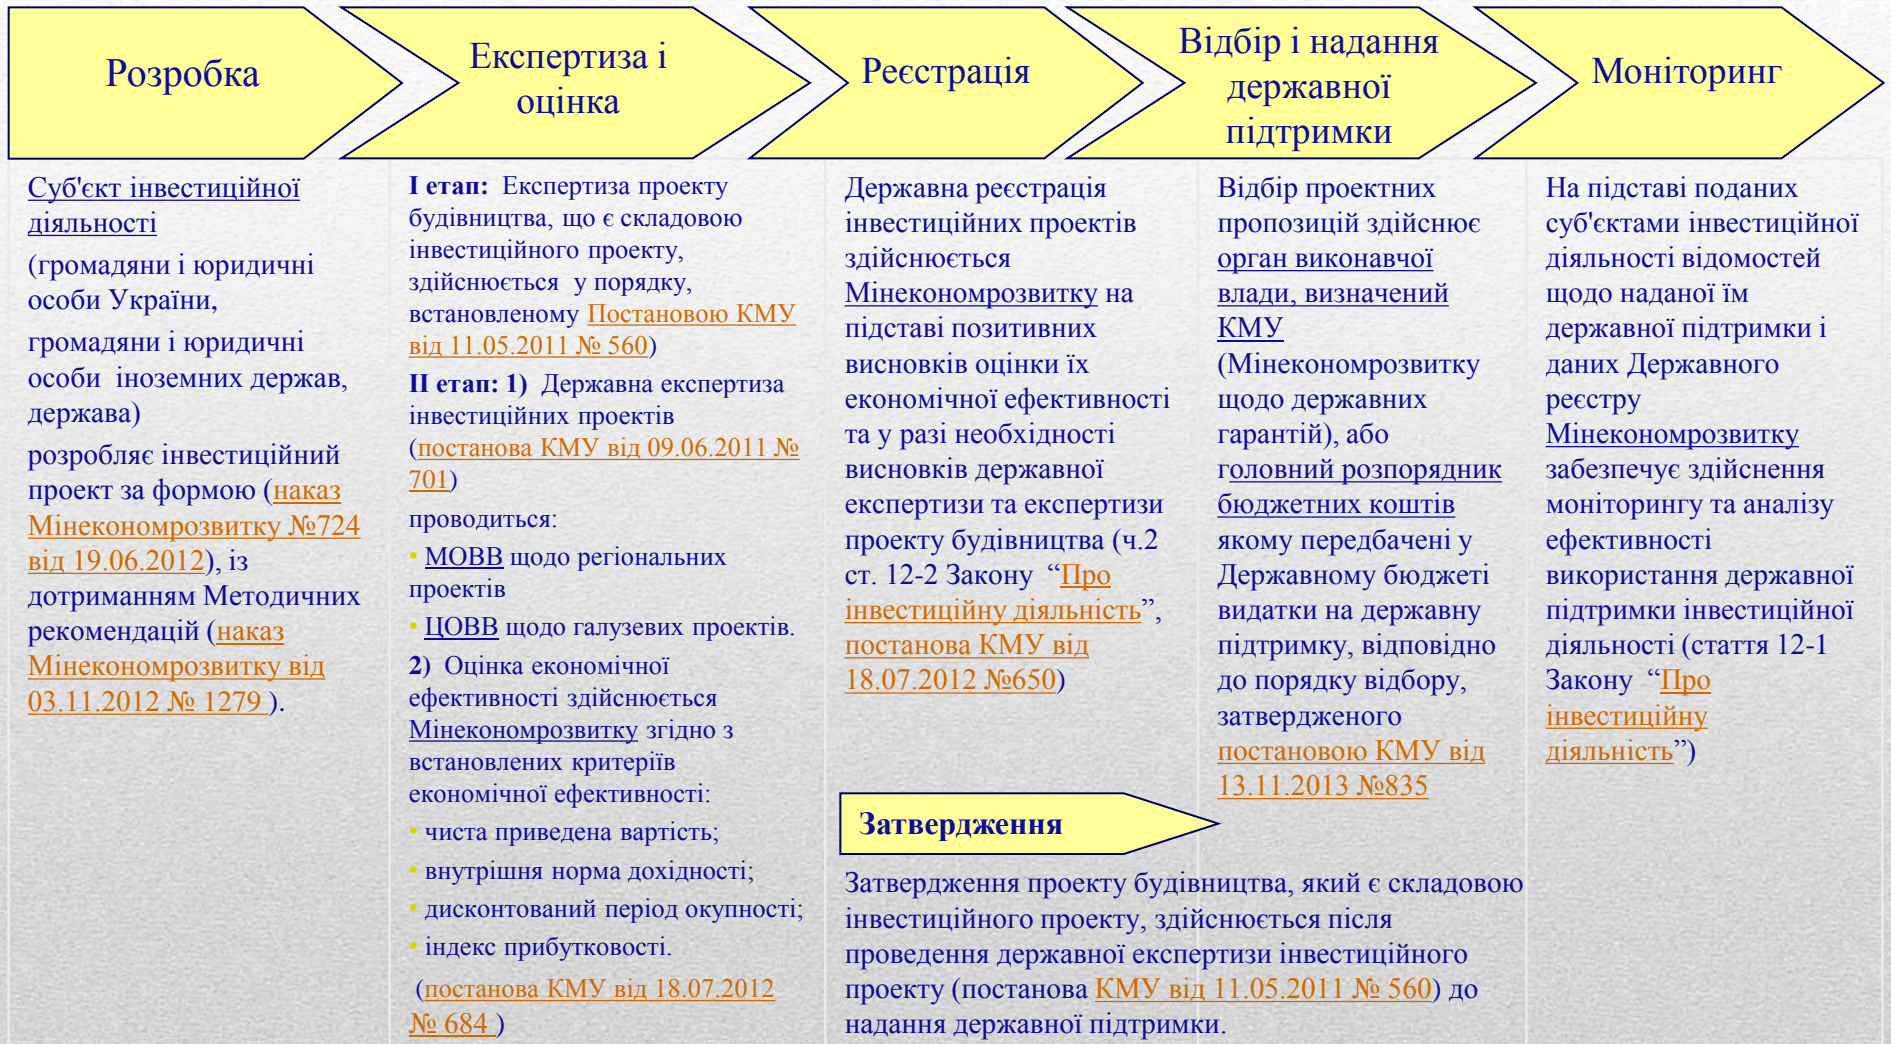 Розробка
Експертиза і
оцінка
Реєстрація
Відбір і надання
державної
підтримки
Моніторинг
Суб'єкт інвестиційної
діяльності
(громадяни і юридичні
особи України,
громадяни і юридичні
особи іноземних держав,
держава)
розробляє інвестиційний
проект за формою (наказ
Мінекономрозвитку №724
від 19.06.2012), із
дотриманням Методичних
рекомендацій (наказ
Мінекономрозвитку від
03.11.2012 № 1279 ).
І етап: Експертиза проекту
будівництва, що є складовою
інвестиційного проекту,
здійснюється у порядку,
встановленому Постановою КМУ
від 11.05.2011 № 560)
ІІ етап: 1) Державна експертиза
інвестиційних проектів
(постанова КМУ від 09.06.2011 №
701)
проводиться:
• МОВВ щодо регіональних
проектів
• ЦОВВ щодо галузевих проектів.
2) Оцінка економічної
ефективності здійснюється
Мінекономрозвитку згідно з
встановлених критеріїв
економічної ефективності:
• чиста приведена вартість;
• внутрішня норма дохідності;
• дисконтований період окупності;
• індекс прибутковості.
(постанова КМУ від 18.07.2012
№ 684 )
Державна реєстрація
інвестиційних проектів
здійснюється
Мінекономрозвитку на
підставі позитивних
висновків оцінки їх
економічної ефективності
та у разі необхідності
висновків державної
експертизи та експертизи
проекту будівництва (ч.2
ст. 12-2 Закону “Про
інвестиційну діяльність”,
постанова КМУ від
18.07.2012 №650)
Відбір проектних
пропозицій здійснює
орган виконавчої
влади, визначений
КМУ
(Мінекономрозвитку
щодо державних
гарантій), або
головний розпорядник
бюджетних коштів
якому передбачені у
Державному бюджеті
видатки на державну
підтримку, відповідно
до порядку відбору,
затвердженого
постановою КМУ від
13.11.2013 №835
На підставі поданих
суб'єктами інвестиційної
діяльності відомостей
щодо наданої їм
державної підтримки і
даних Державного
реєстру
Мінекономрозвитку
забезпечує здійснення
моніторингу та аналізу
ефективності
використання державної
підтримки інвестиційної
діяльності (стаття 12-1
Закону “Про
інвестиційну
діяльність”)
Затвердження
Затвердження проекту будівництва, який є складовою
інвестиційного проекту, здійснюється після
проведення державної експертизи інвестиційного
проекту (постанова КМУ від 11.05.2011 № 560) до
надання державної підтримки.